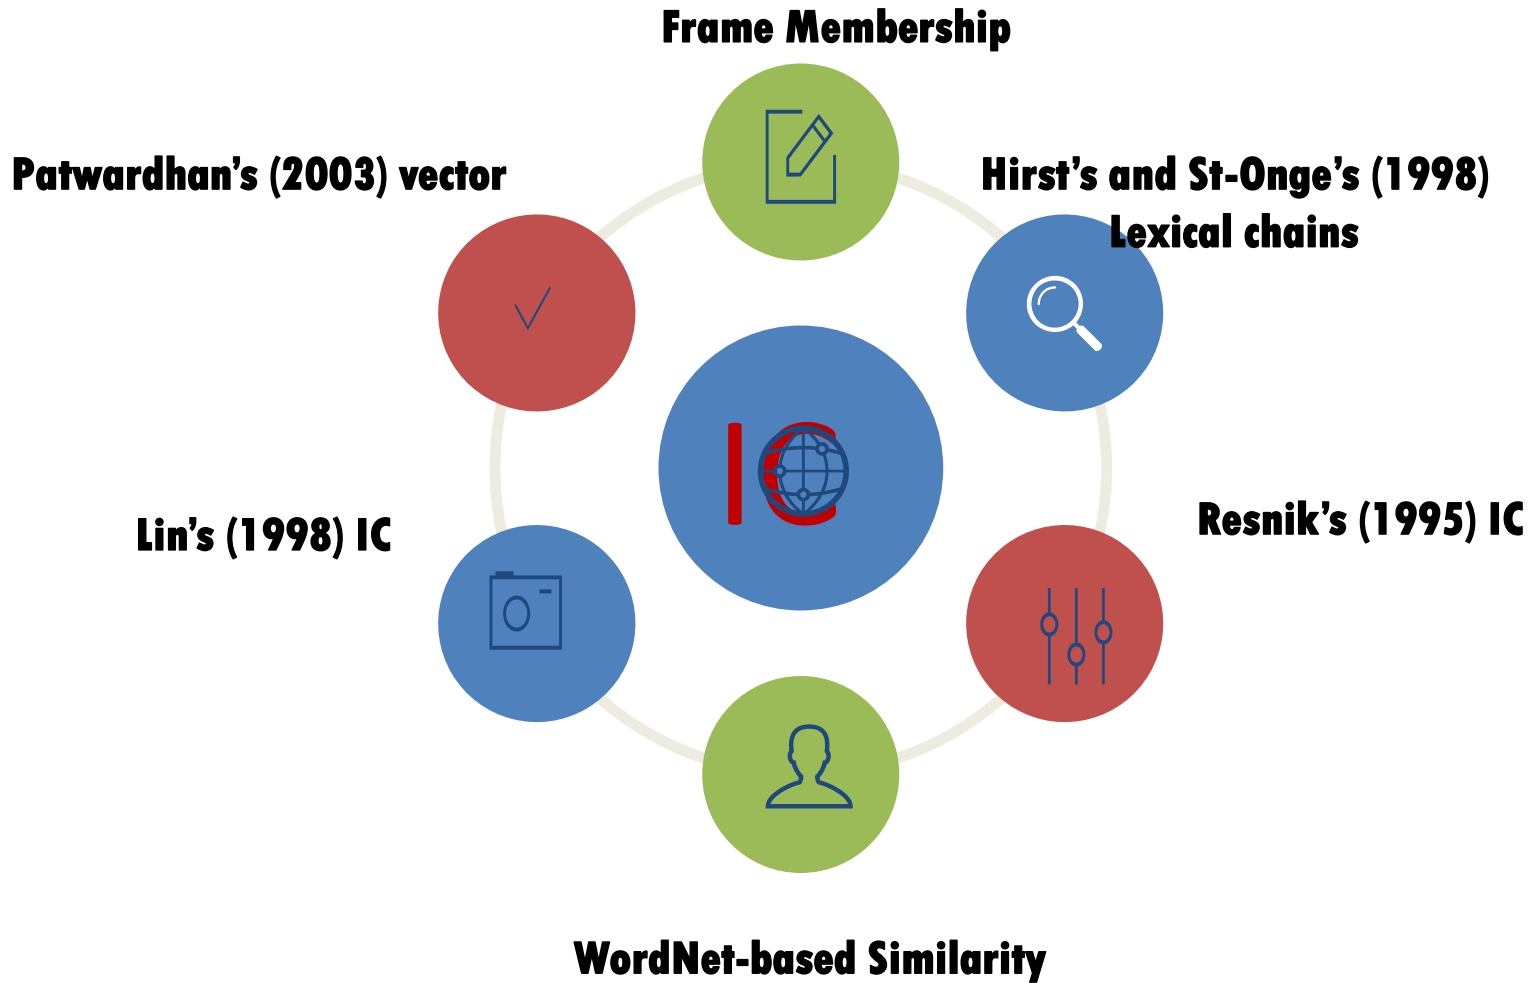 Frame Membership
Patwardhan's (2003) vector
Hirst's and St-Onge's (1998)
Lexical chains
IC
Lin's (1998) IC
Resnik's (1995) IC
WordNet-based Similarity